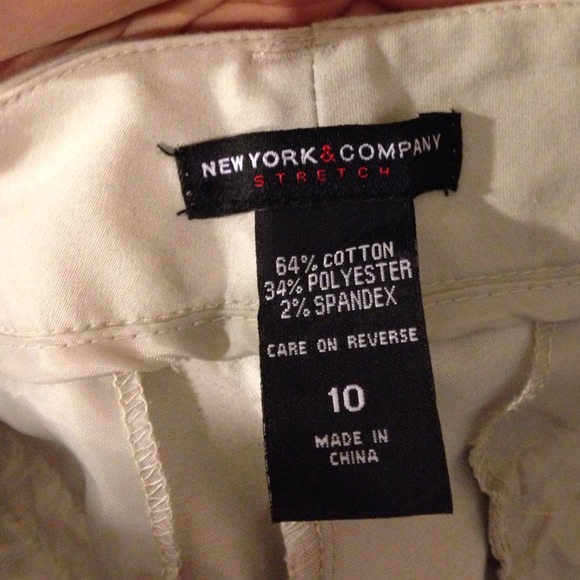 NEW YORK & COMPANY
STRETCH
64% COTTON
34% POLYESTER
2% SPANDEX
CARE ON REVERSE
10
MADE IN
CHINA